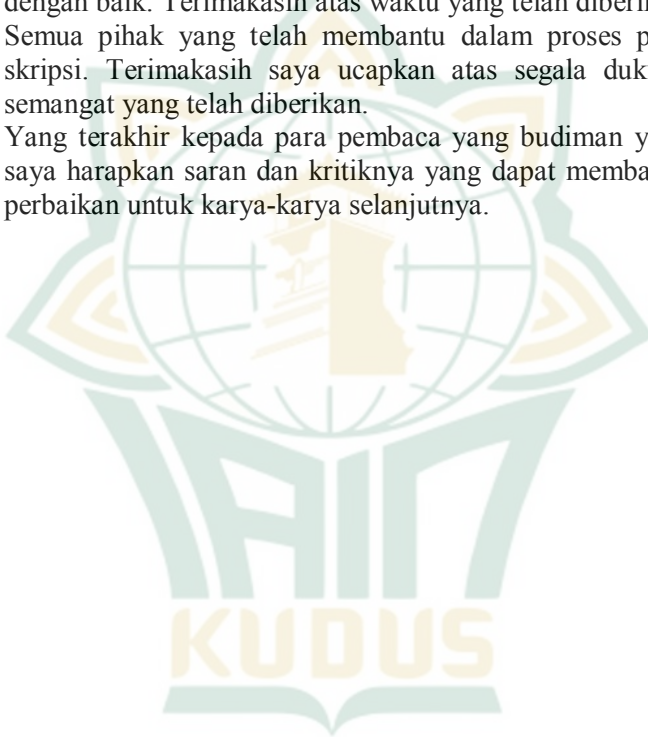 dengan baik. Terimakasih atas waktu yang telah
Semua pihak yang telah membantu dalam proses
skripsi. Terimakasih saya ucapkan atas segala
semangat yang telah diberikan.
Yang terakhir kepada para pembaca yang budiman
saya harapkan saran dan kritiknya yang dapat
perbaikan untuk karya-karya selanjutnya.
IAIN
KUDUS